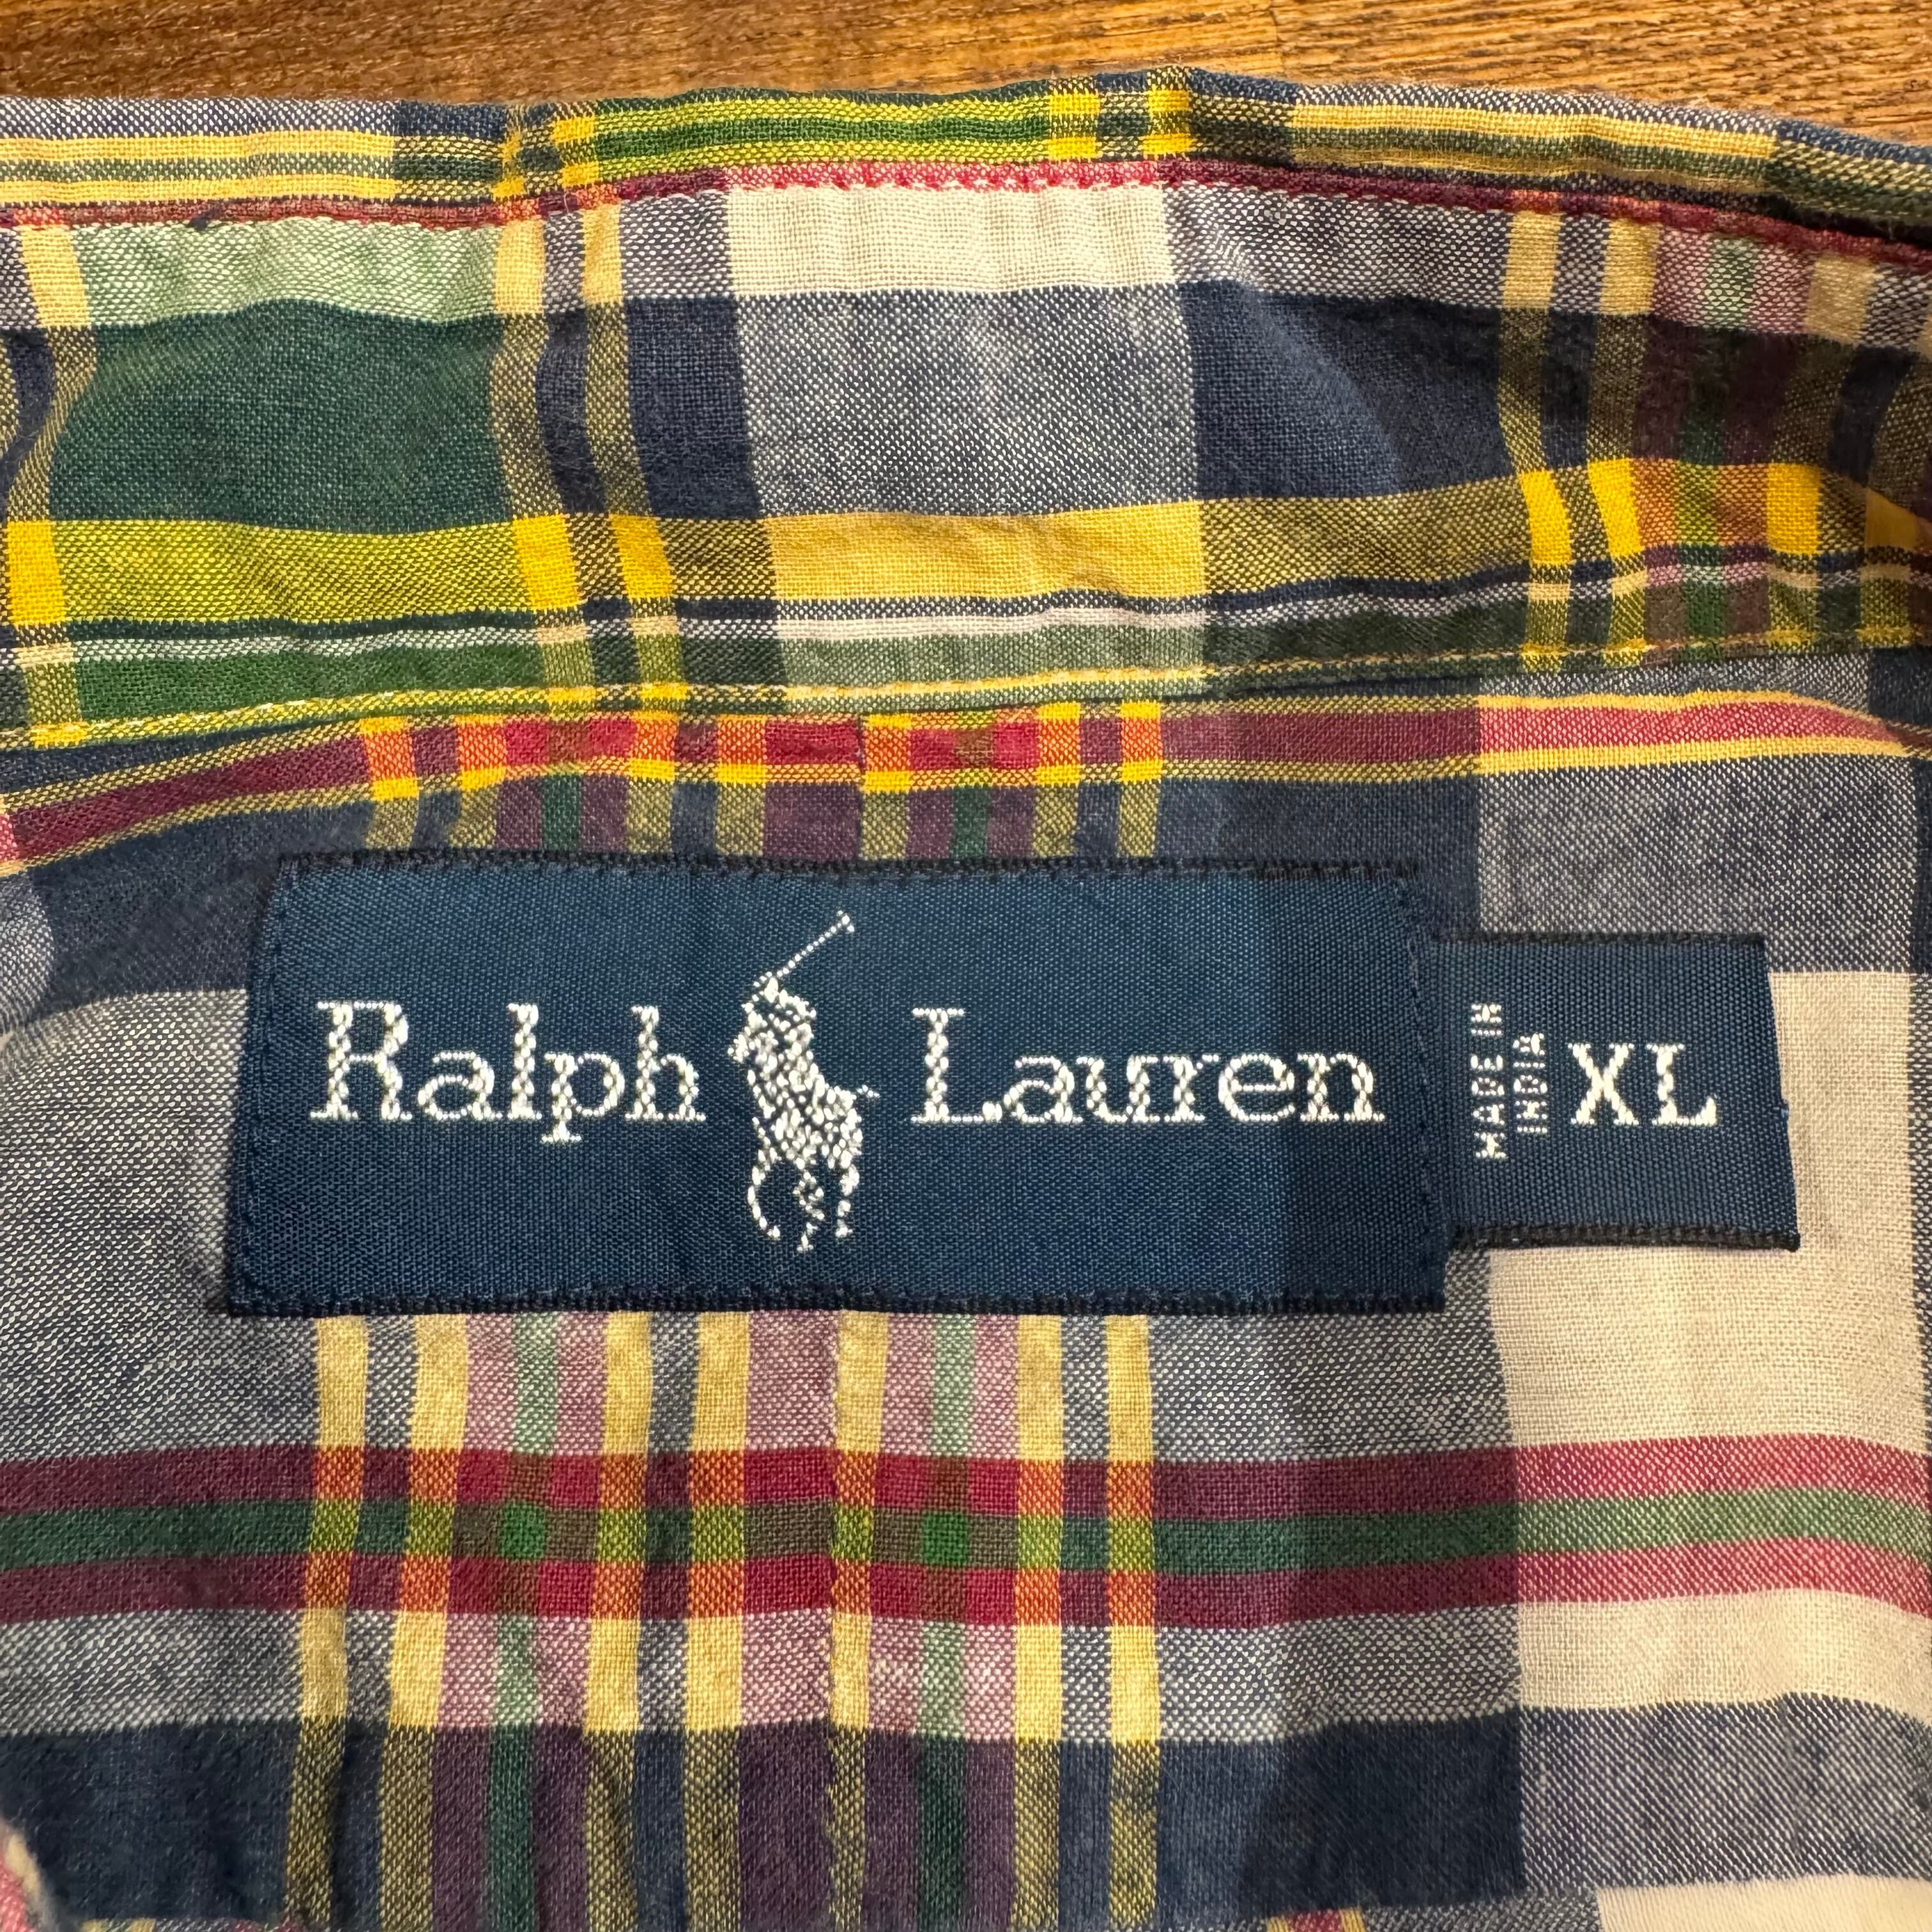 Ralph Lauren
MADE IN
INDIA
XL